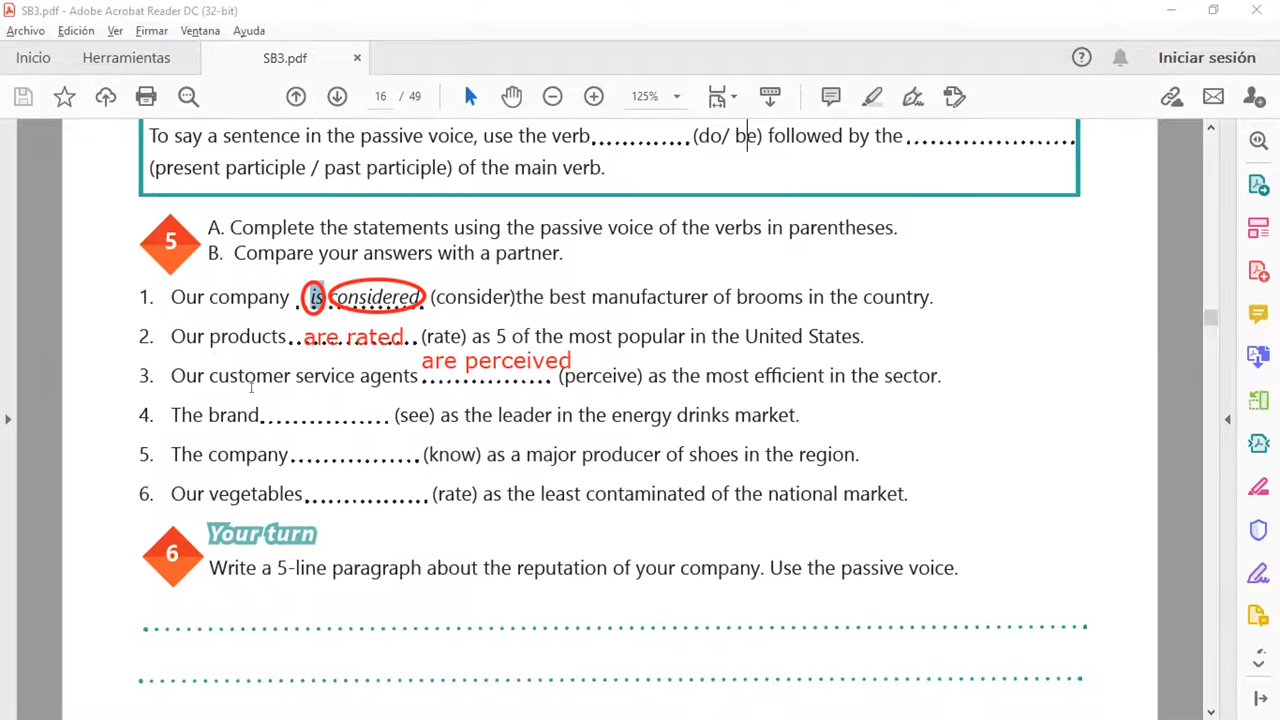 SB3.pdf - Adobe Acrobat Reader DC (32-bit)
Archivo Edición Ver Firmar Ventana Ayuda
Inicio Herramientas SB3.pdf × Iniciar sesión
16 / 49 125%
To say a sentence in the passive voice, use the verb............(do/ be) followed by the .....................
(present participle / past participle) of the main verb.
5
A. Complete the statements using the passive voice of the verbs in parentheses.
B. Compare your answers with a partner.
1. Our company is considered (consider)the best manufacturer of brooms in the country.
2. Our products are rated (rate) as 5 of the most popular in the United States.
are perceived
3. Our customer service agents ................ (perceive) as the most efficient in the sector.
4. The brand................ (see) as the leader in the energy drinks market.
5. The company................ (know) as a major producer of shoes in the region.
6. Our vegetables............... (rate) as the least contaminated of the national market.
Your turn
6
Write a 5-line paragraph about the reputation of your company. Use the passive voice.